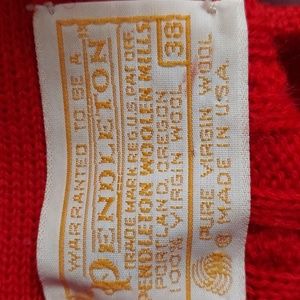 WARRANTED TO BE A
PENDLETON
TRADE MARK REG. U.S. PAT. OFF.
PENDLETON WOOLEN MILLS
PORTLAND, OREGON
100% VIRGIN WOOL
38
PURE VIRGIN WOOL
® MADE IN U.S.A.